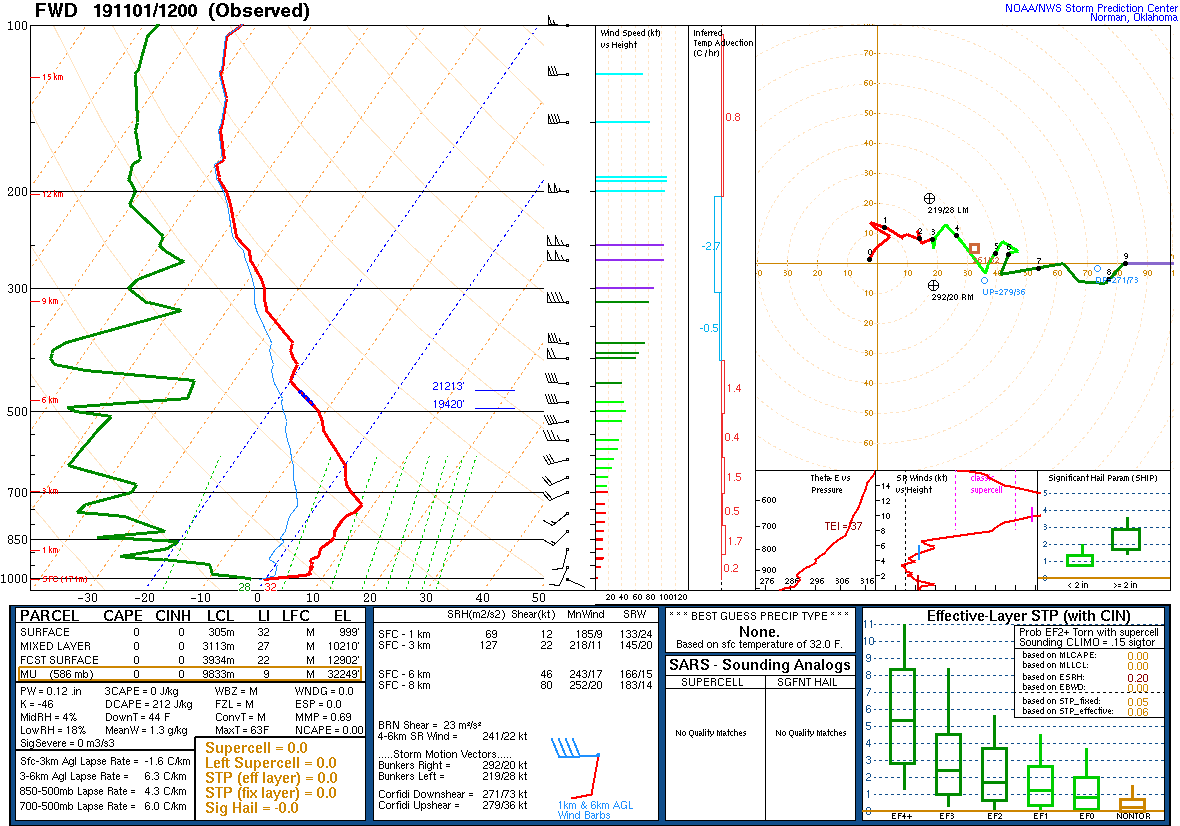 FWD 191101/1200 (Observed)
NOAA/NWS Storm Prediction Center
Norman, Oklahoma
100
200
300
400
500
700
850
1000
15 km
12 km
9 km
6 km
3 km
1 km
SFC (171m)
21213'
19420'
28 32
-30 -20 -10 0 10 20 30 40 50
Wind Speed (kt)
vs Height
20 40 60 80 100 120
Inferred
Temp Advection
(C / hr)
0.8
-2.7
-0.5
1.4
0.4
1.5
0.5
1.7
0.2
70
60
50
40
30
20
10
10
20
30
40
50
60
30 20 10 10 20 30 40 50 60 70 80 90
0 1 2 3 4 5 6 7 8 9
219/28 LM
292/20 RM
UP=279/36
DP=271/73
Theta-E vs
Pressure
600
700
800
900
TEI = 37
276 286 296 306 316
SR Winds (kt)
vs Height
14
12
10
8
6
4
2
supercell
Significant Hail Param (SHIP)
5
4
3
2
1
0
< 2 in >= 2 in
PARCEL CAPE CINH LCL LI LFC EL
SURFACE 0 0 305m 32 M 999'
MIXED LAYER 0 0 3113m 27 M 10210'
FCST SURFACE 0 0 3934m 22 M 12902'
MU (586 mb) 0 0 9833m 9 M 32249'
PW = 0.12 .in 3CAPE = 0 J/kg WBZ = M WNDG = 0.0
K = -46 DCAPE = 212 J/kg FZL = M ESP = 0.0
MidRH = 4% DownT = 44 F ConvT = M MMP = 0.69
LowRH = 18% MeanW = 1.3 g/kg MaxT = 63F NCAPE = 0.00
SigSevere = 0 m3/s3
Sfc-3km Agl Lapse Rate = -1.6 C/km
3-6km Agl Lapse Rate = 6.3 C/km
850-500mb Lapse Rate = 4.3 C/km
700-500mb Lapse Rate = 6.0 C/km
Supercell = 0.0
Left Supercell = 0.0
STP (eff layer) = 0.0
STP (fix layer) = 0.0
Sig Hail = -0.0
SRH(m2/s2) Shear(kt) MnWind SRW
SFC - 1 km 69 12 185/9 133/24
SFC - 3 km 127 22 218/11 145/20
SFC - 6 km 46 243/17 166/15
SFC - 8 km 80 252/20 183/14
BRN Shear = 23 m²/s²
4-6km SR Wind = 241/22 kt
.....Storm Motion Vectors.....
Bunkers Right = 292/20 kt
Bunkers Left = 219/28 kt
Corfidi Downshear = 271/73 kt
Corfidi Upshear = 279/36 kt
1km & 6km AGL
Wind Barbs
* * * BEST GUESS PRECIP TYPE * * *
None.
Based on sfc temperature of 32.0 F.
SARS - Sounding Analogs
SUPERCELL SGFNT HAIL
No Quality Matches No Quality Matches
Effective-Layer STP (with CIN)
Prob EF2+ Torn with supercell
Sounding CLIMO = .15 sigtor
based on MLCAPE: 0.00
based on MLLCL: 0.00
based on ESRH: 0.20
based on EBWD: 0.00
based on STP_fixed: 0.05
based on STP_effective: 0.06
11
10
9
8
7
6
5
4
3
2
1
0
EF4+ EF3 EF2 EF1 EF0 NONTOR